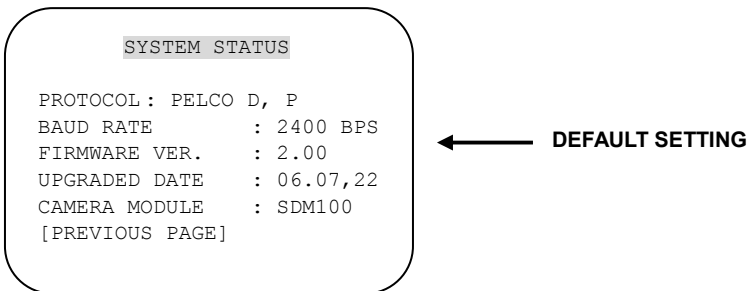 SYSTEM STATUS
PROTOCOL : PELCO D, P
BAUD RATE : 2400 BPS
FIRMWARE VER. : 2.00
UPGRADED DATE : 06.07,22
CAMERA MODULE : SDM100
[PREVIOUS PAGE]
DEFAULT SETTING